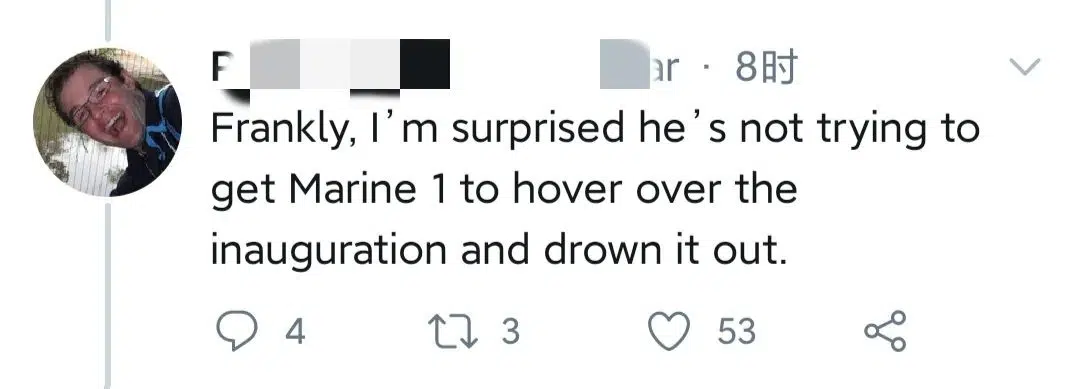 ar · 8时
Frankly, I'm surprised he's not trying to
get Marine 1 to hover over the
inauguration and drown it out.
4 3 53